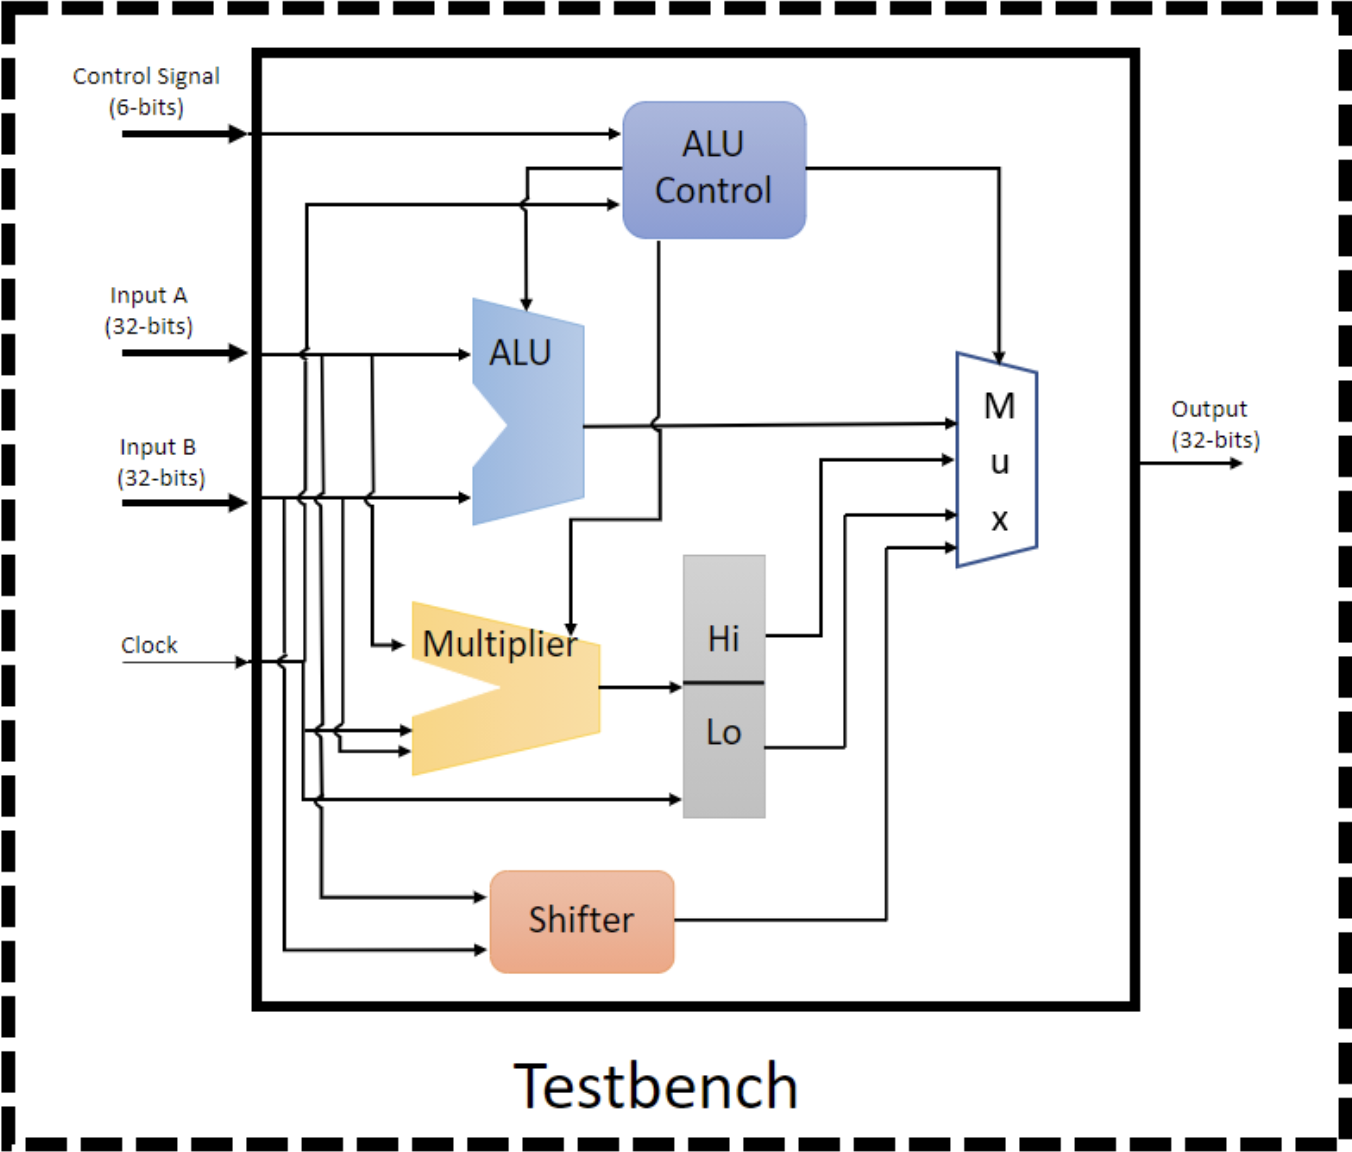 Control Signal
(6-bits)
ALU
Control
Input A
(32-bits)
ALU
M
u
x
Output
(32-bits)
Input B
(32-bits)
Multiplier
Hi
Lo
Clock
Shifter
Testbench